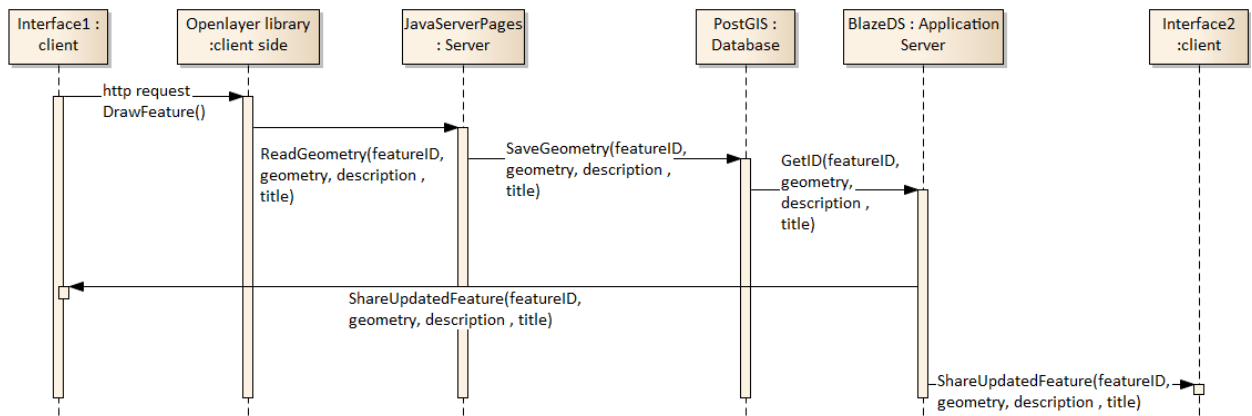 Interface1 :
client
Openlayer library
:client side
JavaServerPages
: Server
PostGIS :
Database
BlazeDS : Application
Server
Interface2
:client
http request
DrawFeature()
ReadGeometry(featureID,
geometry, description ,
title)
SaveGeometry(featureID,
geometry, description ,
title)
GetID(featureID,
geometry,
description ,
title)
ShareUpdatedFeature(featureID,
geometry, description , title)
ShareUpdatedFeature(featureID,
geometry, description , title)